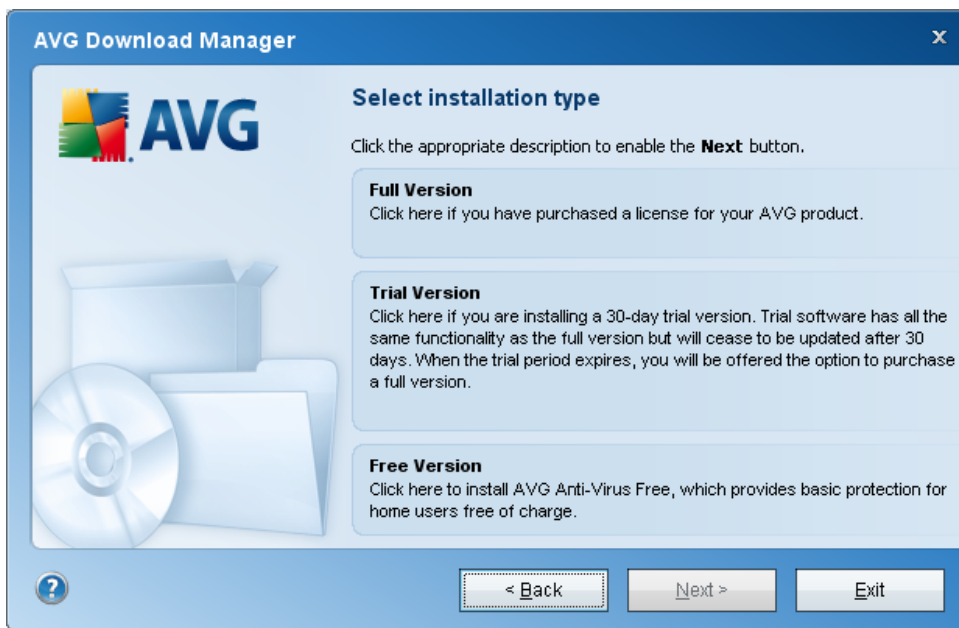 AVG Download Manager
x
AVG
Select installation type
Click the appropriate description to enable the Next button.
Full Version
Click here if you have purchased a license for your AVG product.
Trial Version
Click here if you are installing a 30-day trial version. Trial software has all the
same functionality as the full version but will cease to be updated after 30
days. When the trial period expires, you will be offered the option to purchase
a full version.
Free Version
Click here to install AVG Anti-Virus Free, which provides basic protection for
home users free of charge.
?
< Back
Next >
Exit